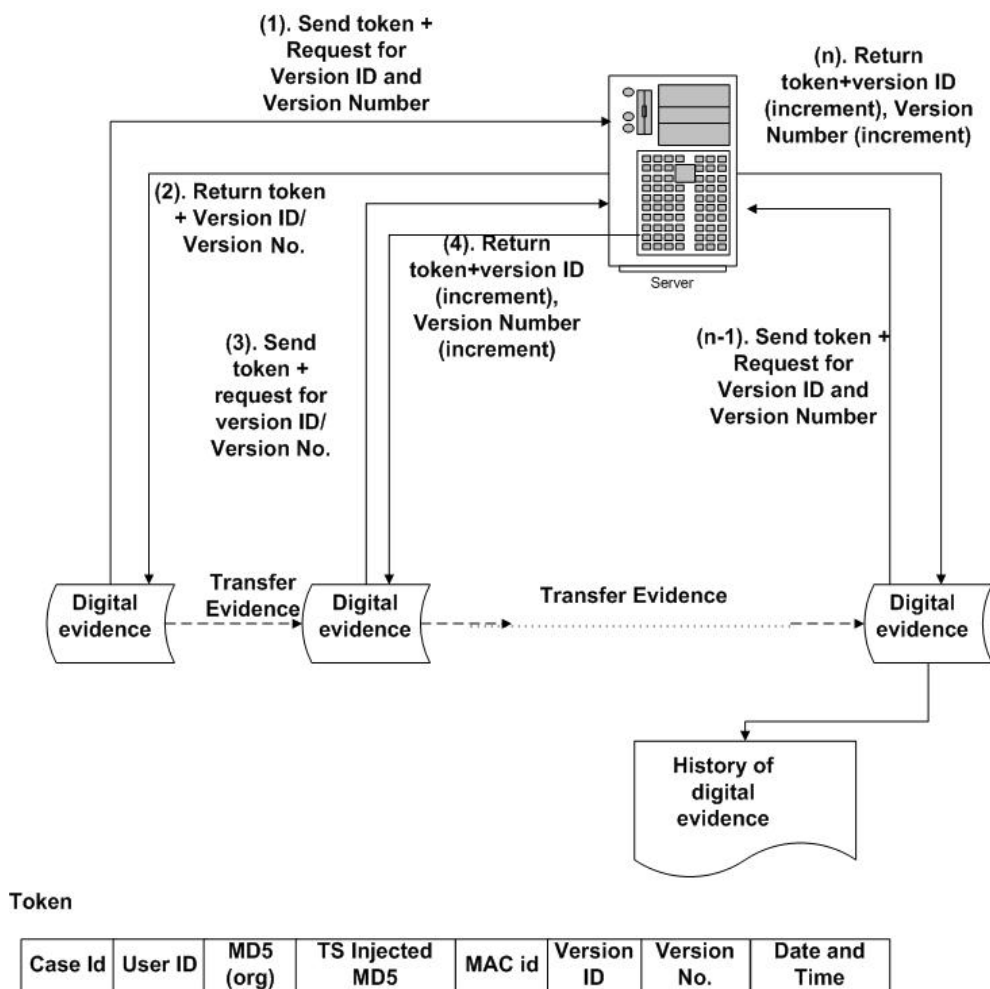 (1). Send token +
Request for
Version ID and
Version Number
(n). Return
token+version ID
(increment), Version
Number (increment)
(2). Return token
+ Version ID/
Version No.
(4). Return
token+version ID
(increment),
Version Number
(increment)
Server
(3). Send
token +
request for
version ID/
Version No.
(n-1). Send token +
Request for
Version ID and
Version Number
Digital
evidence
Transfer
Evidence
Digital
evidence
Transfer Evidence
Digital
evidence
History of
digital
evidence
Token
Case Id
User ID
MD5
(org)
TS Injected
MD5
MAC id
Version
ID
Version
No.
Date and
Time